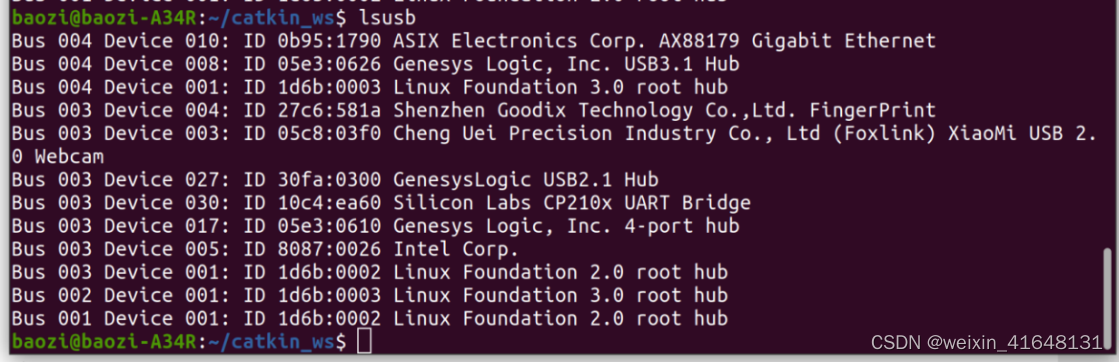 baozi@baozi-A34R:~/catkin_ws$ lsusb
Bus 004 Device 010: ID 0b95:1790 ASIX Electronics Corp. AX88179 Gigabit Ethernet
Bus 004 Device 008: ID 05e3:0626 Genesys Logic, Inc. USB3.1 Hub
Bus 004 Device 001: ID 1d6b:0003 Linux Foundation 3.0 root hub
Bus 003 Device 004: ID 27c6:581a Shenzhen Goodix Technology Co.,Ltd. FingerPrint
Bus 003 Device 003: ID 05c8:03f0 Cheng Uei Precision Industry Co., Ltd (Foxlink) XiaoMi USB 2.
0 Webcam
Bus 003 Device 027: ID 30fa:0300 GenesysLogic USB2.1 Hub
Bus 003 Device 030: ID 10c4:ea60 Silicon Labs CP210x UART Bridge
Bus 003 Device 017: ID 05e3:0610 Genesys Logic, Inc. 4-port hub
Bus 003 Device 005: ID 8087:0026 Intel Corp.
Bus 003 Device 001: ID 1d6b:0002 Linux Foundation 2.0 root hub
Bus 002 Device 001: ID 1d6b:0003 Linux Foundation 3.0 root hub
Bus 001 Device 001: ID 1d6b:0002 Linux Foundation 2.0 root hub
baozi@baozi-A34R:~/catkin_ws$
CSDN @weixin_41648131